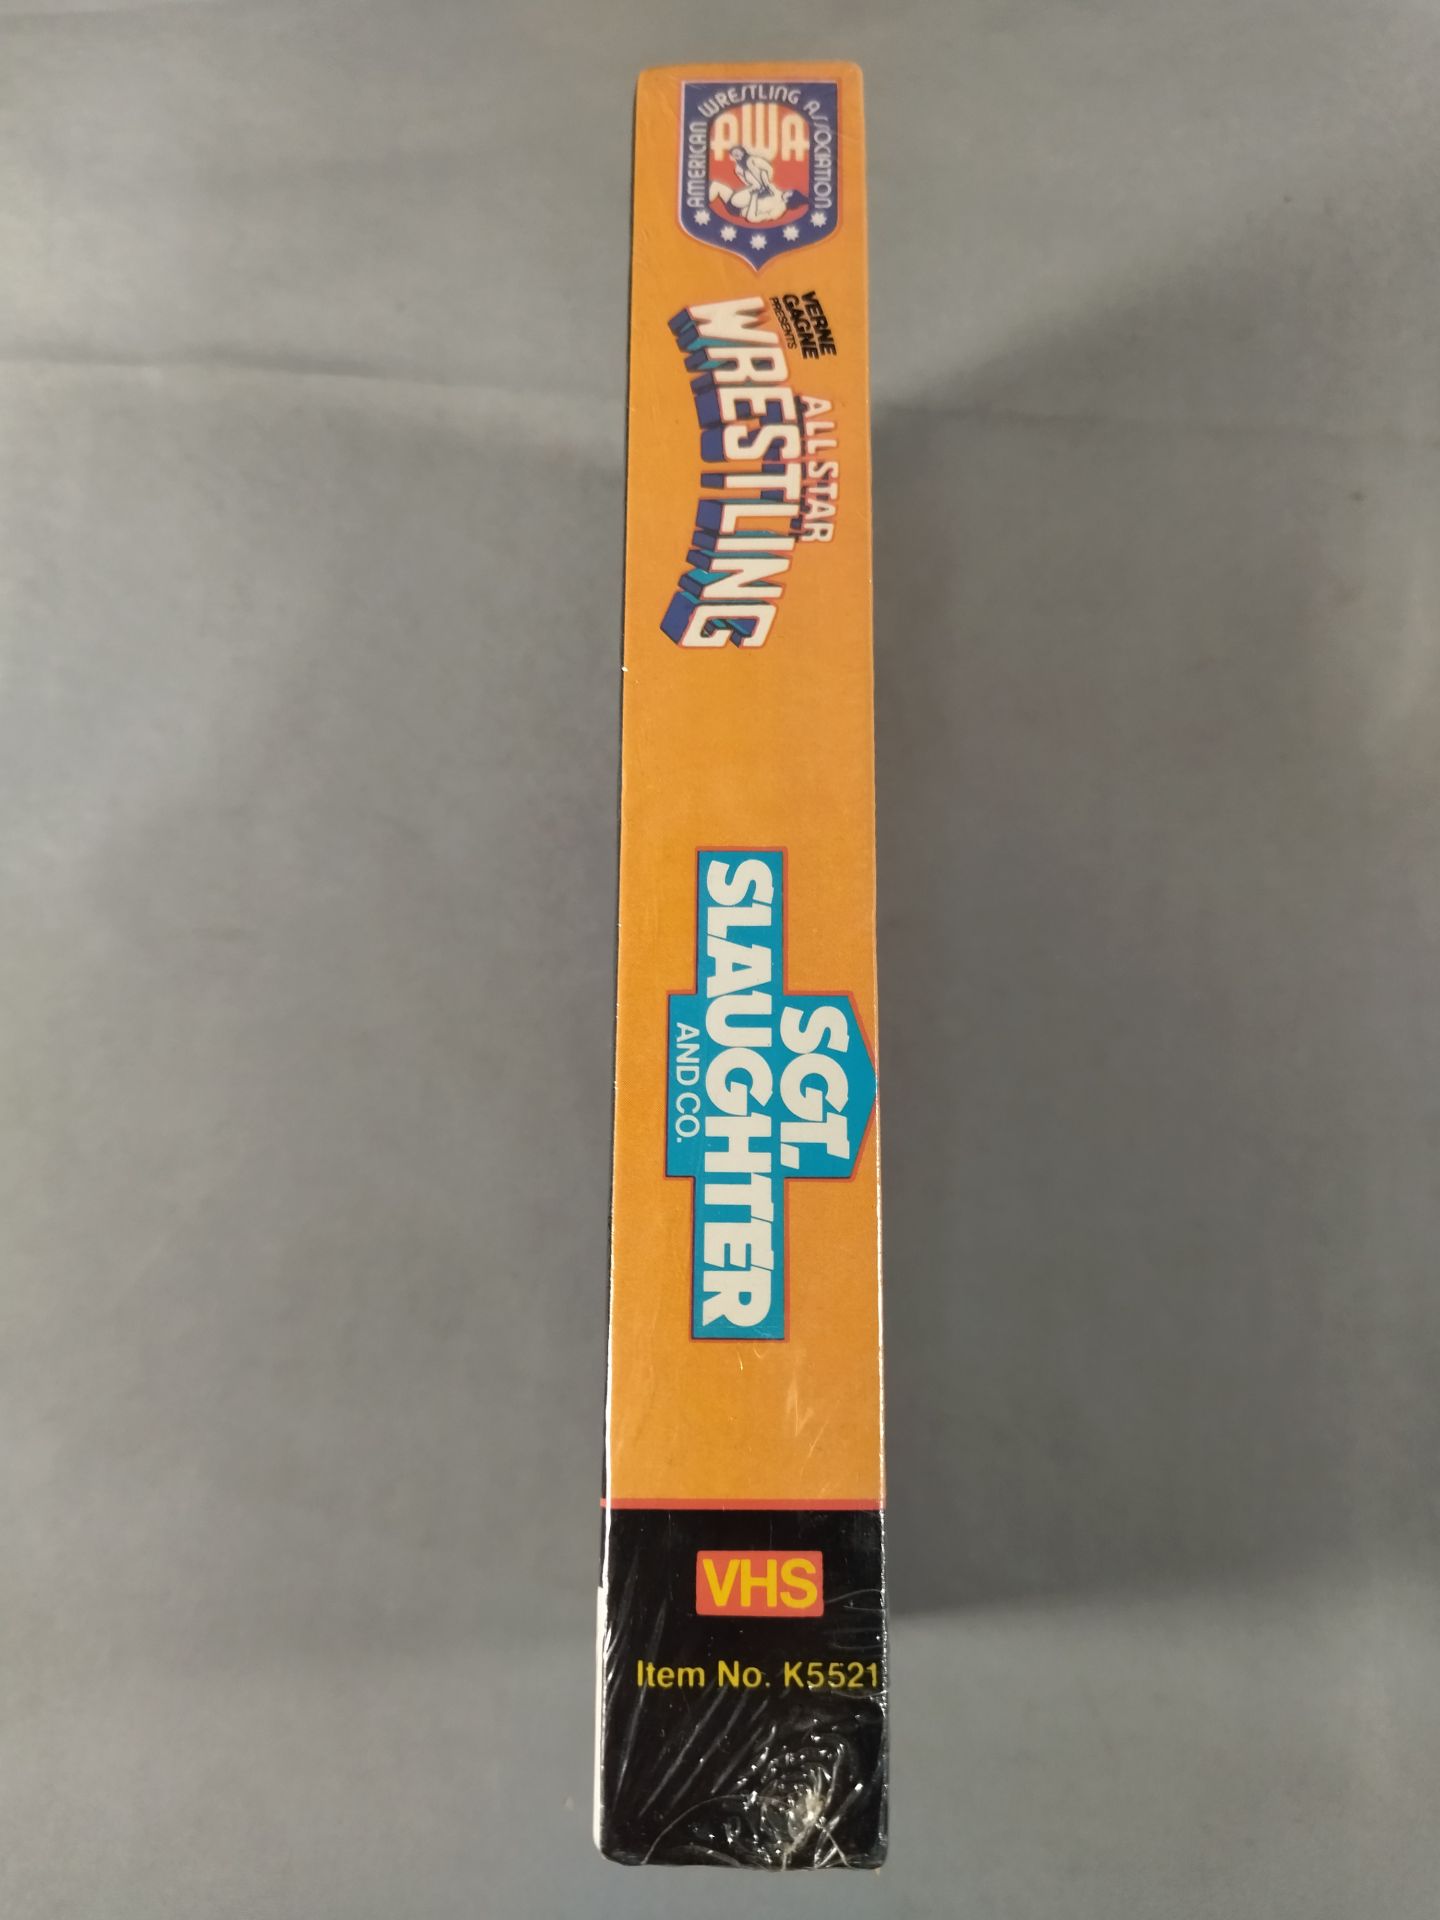 AMERICAN WRESTLING ASSOCIATION
AWA
VERNE
GAGNE
PRESENTS
ALL STAR
WRESTLING
SGT.
SLAUGHTER
AND CO.
VHS
Item No. K5521